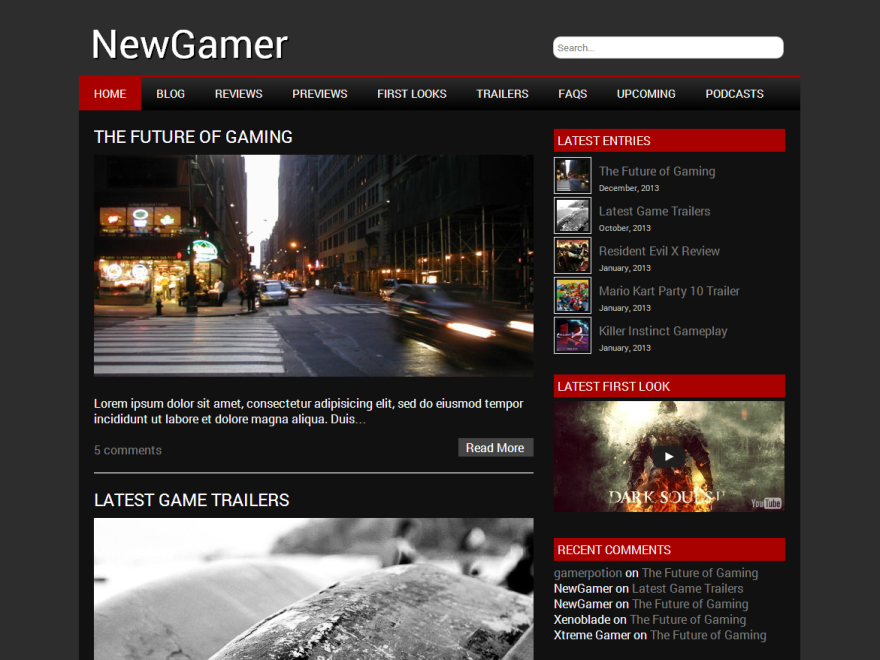 NewGamer
Search...
HOME
BLOG
REVIEWS
PREVIEWS
FIRST LOOKS
TRAILERS
FAQS
UPCOMING
PODCASTS
THE FUTURE OF GAMING
Lorem ipsum dolor sit amet, consectetur adipisicing elit, sed do eiusmod tempor
incididunt ut labore et dolore magna aliqua. Duis...
5 comments
Read More
LATEST GAME TRAILERS
LATEST ENTRIES
The Future of Gaming
December, 2013
Latest Game Trailers
October, 2013
Resident Evil X Review
January, 2013
Mario Kart Party 10 Trailer
January, 2013
Killer Instinct Gameplay
January, 2013
LATEST FIRST LOOK
DARK SOULS II
YouTube
RECENT COMMENTS
gamerpotion on The Future of Gaming
NewGamer on Latest Game Trailers
NewGamer on The Future of Gaming
Xenoblade on The Future of Gaming
Xtreme Gamer on The Future of Gaming